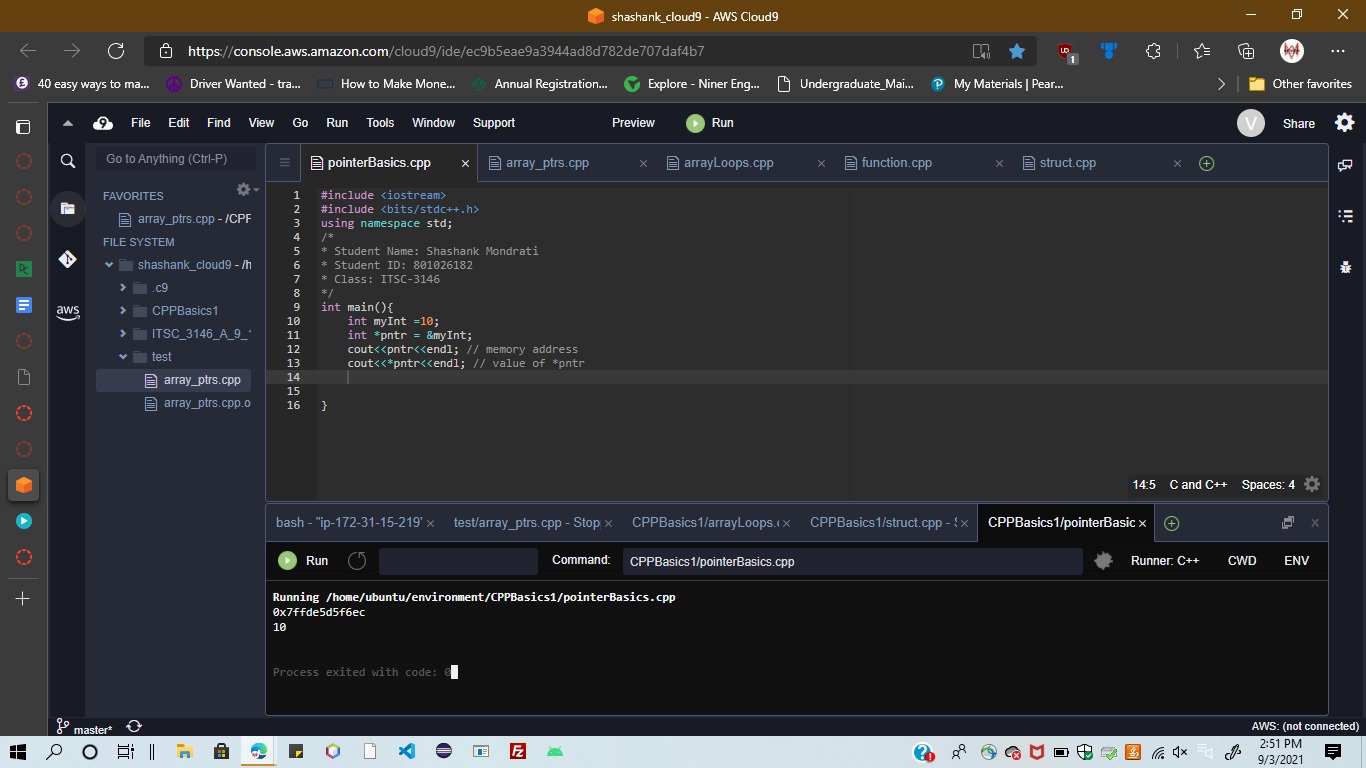 shashank_cloud9 - AWS Cloud9
https://console.aws.amazon.com/cloud9/ide/ec9b5eae9a3944ad8d782de707daf4b7
1
40 easy ways to ma...
Driver Wanted - tra...
How to Make Mone...
Annual Registration...
Explore - Niner Eng...
Undergraduate_Mai...
My Materials | Pear...
Other favorites
9 File Edit Find View Go Run Tools Window Support Preview Run V Share
Go to Anything (Ctrl-P)
pointerBasics.cpp array_ptrs.cpp arrayLoops.cpp function.cpp struct.cpp
FAVORITES
array_ptrs.cpp - /CPP
FILE SYSTEM
shashank_cloud9 - /h
.c9
CPPBasics1
ITSC_3146_A_9_1
test
array_ptrs.cpp
array_ptrs.cpp.o
aws
1 #include <iostream>
2 #include <bits/stdc++.h>
3 using namespace std;
4 /*
5 * Student Name: Shashank Mondrati
6 * Student ID: 801026182
7 * Class: ITSC-3146
8 */
9 int main(){
10 int myInt =10;
11 int *pntr = &myInt;
12 cout<<pntr<<endl; // memory address
13 cout<<*pntr<<endl; // value of *pntr
14
15
16 }
14:5 C and C++ Spaces: 4
bash - "ip-172-31-15-219" test/array_ptrs.cpp - Stop CPPBasics1/arrayLoops.c CPPBasics1/struct.cpp - S CPPBasics1/pointerBasic
Run Command: CPPBasics1/pointerBasics.cpp Runner: C++ CWD ENV
Running /home/ubuntu/environment/CPPBasics1/pointerBasics.cpp
0x7ffde5d5f6ec
10
Process exited with code: 0
master* AWS: (not connected)
2:51 PM
9/3/2021